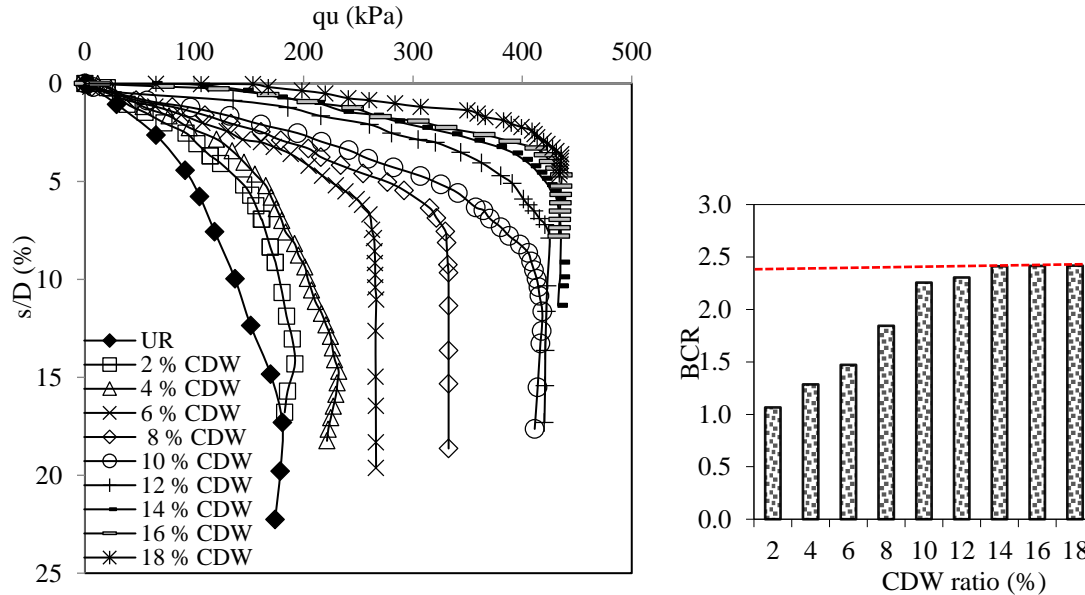 qu (kPa)
0 100 200 300 400 500
0
5
10
15
20
25
s/D (%)
UR
2 % CDW
4 % CDW
6 % CDW
8 % CDW
10 % CDW
12 % CDW
14 % CDW
16 % CDW
18 % CDW
3.0
2.5
2.0
1.5
1.0
0.5
0.0
BCR
2 4 6 8 10 12 14 16 18
CDW ratio (%)